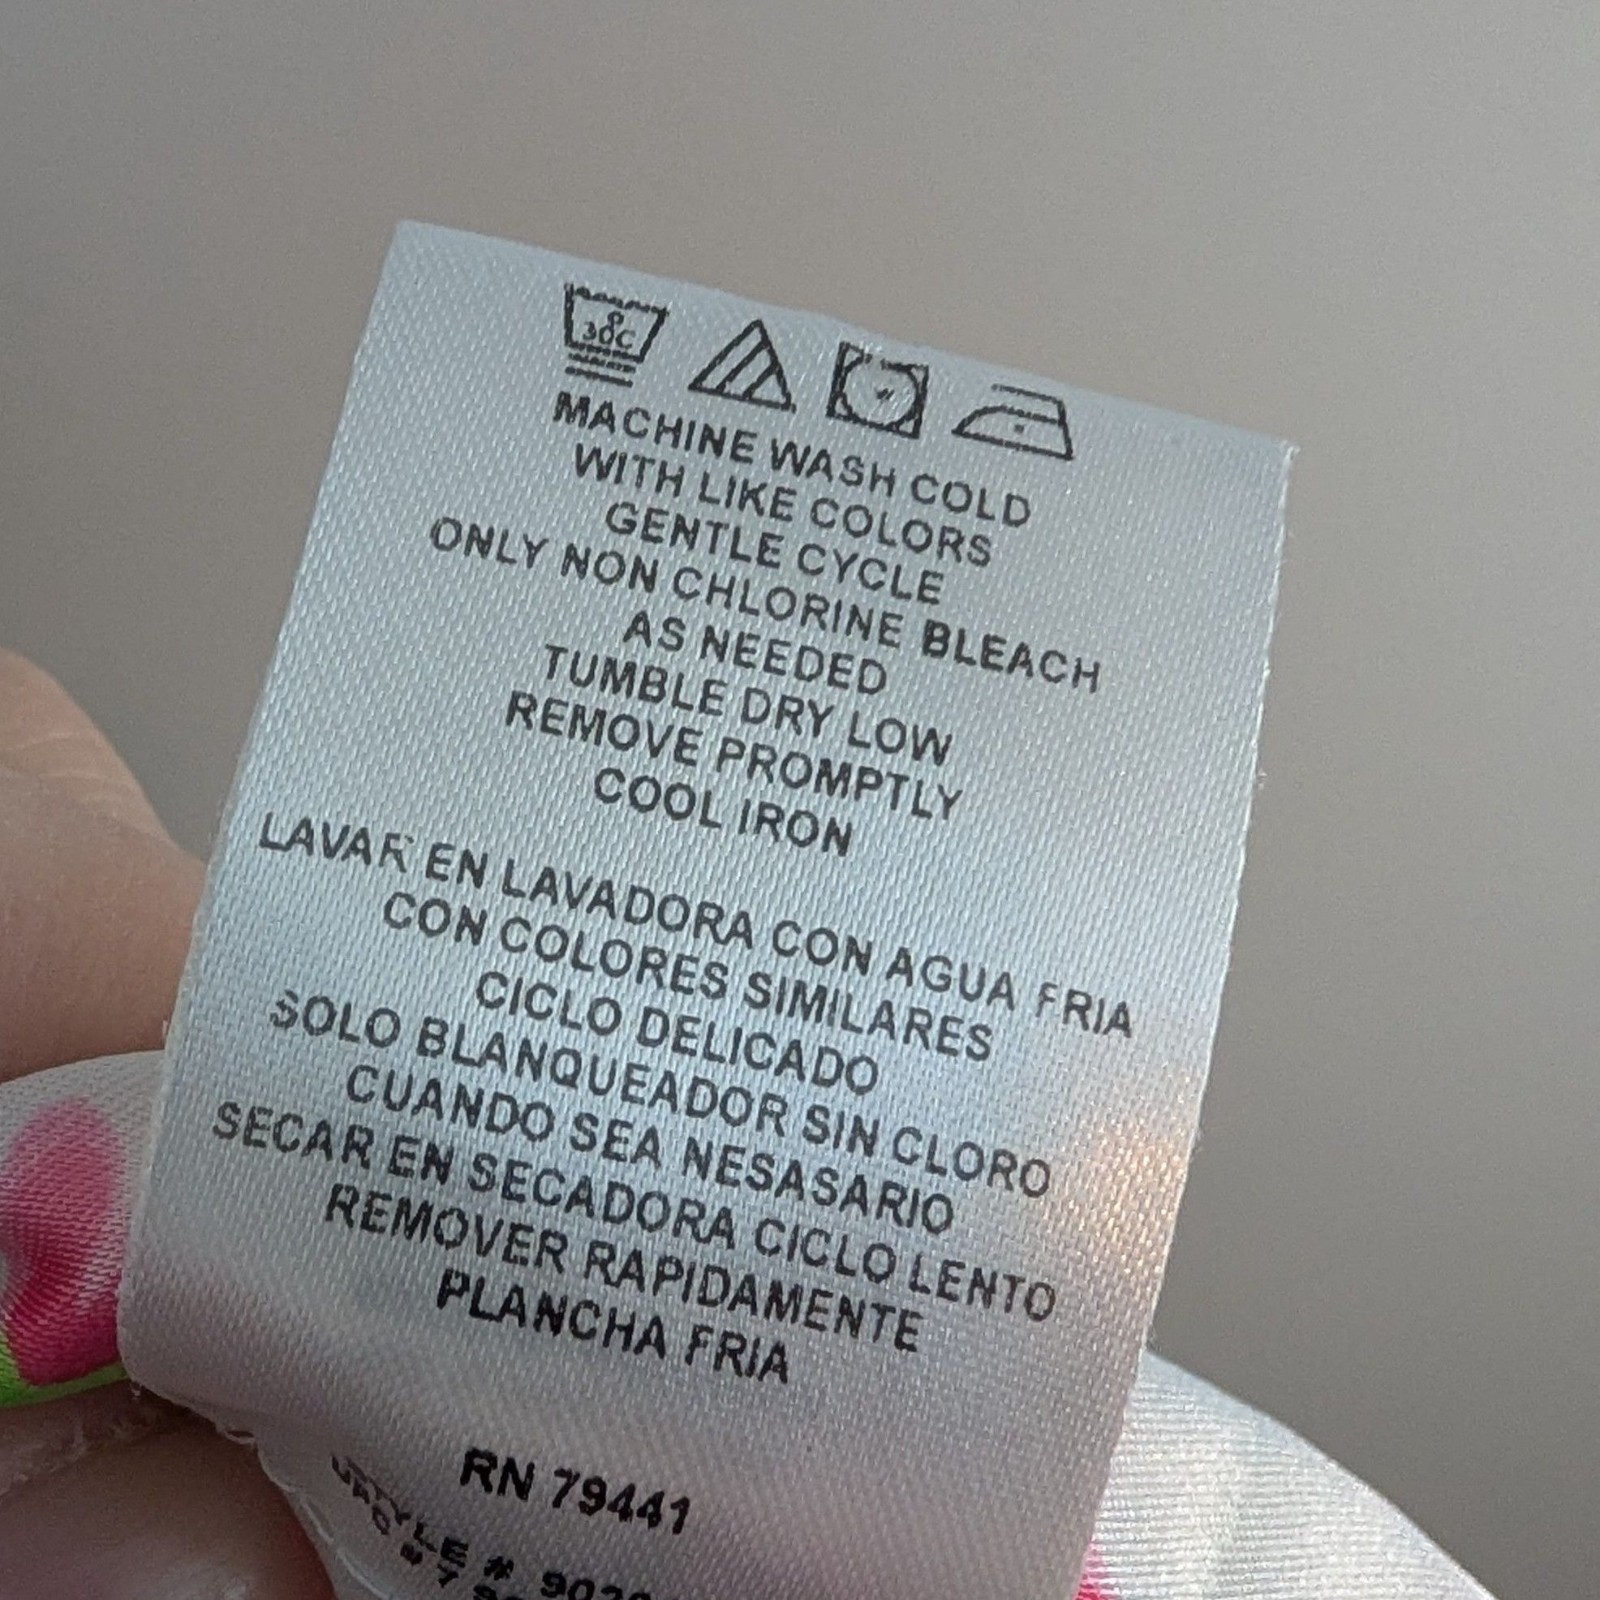 30C
MACHINE WASH COLD
WITH LIKE COLORS
GENTLE CYCLE
ONLY NON CHLORINE BLEACH
AS NEEDED
TUMBLE DRY LOW
REMOVE PROMPTLY
COOL IRON
LAVAR EN LAVADORA CON AGUA FRIA
CON COLORES SIMILARES
CICLO DELICADO
SOLO BLANQUEADOR SIN CLORO
CUANDO SEA NESASARIO
SECAR EN SECADORA CICLO LENTO
REMOVER RAPIDAMENTE
PLANCHA FRIA
RN 79441